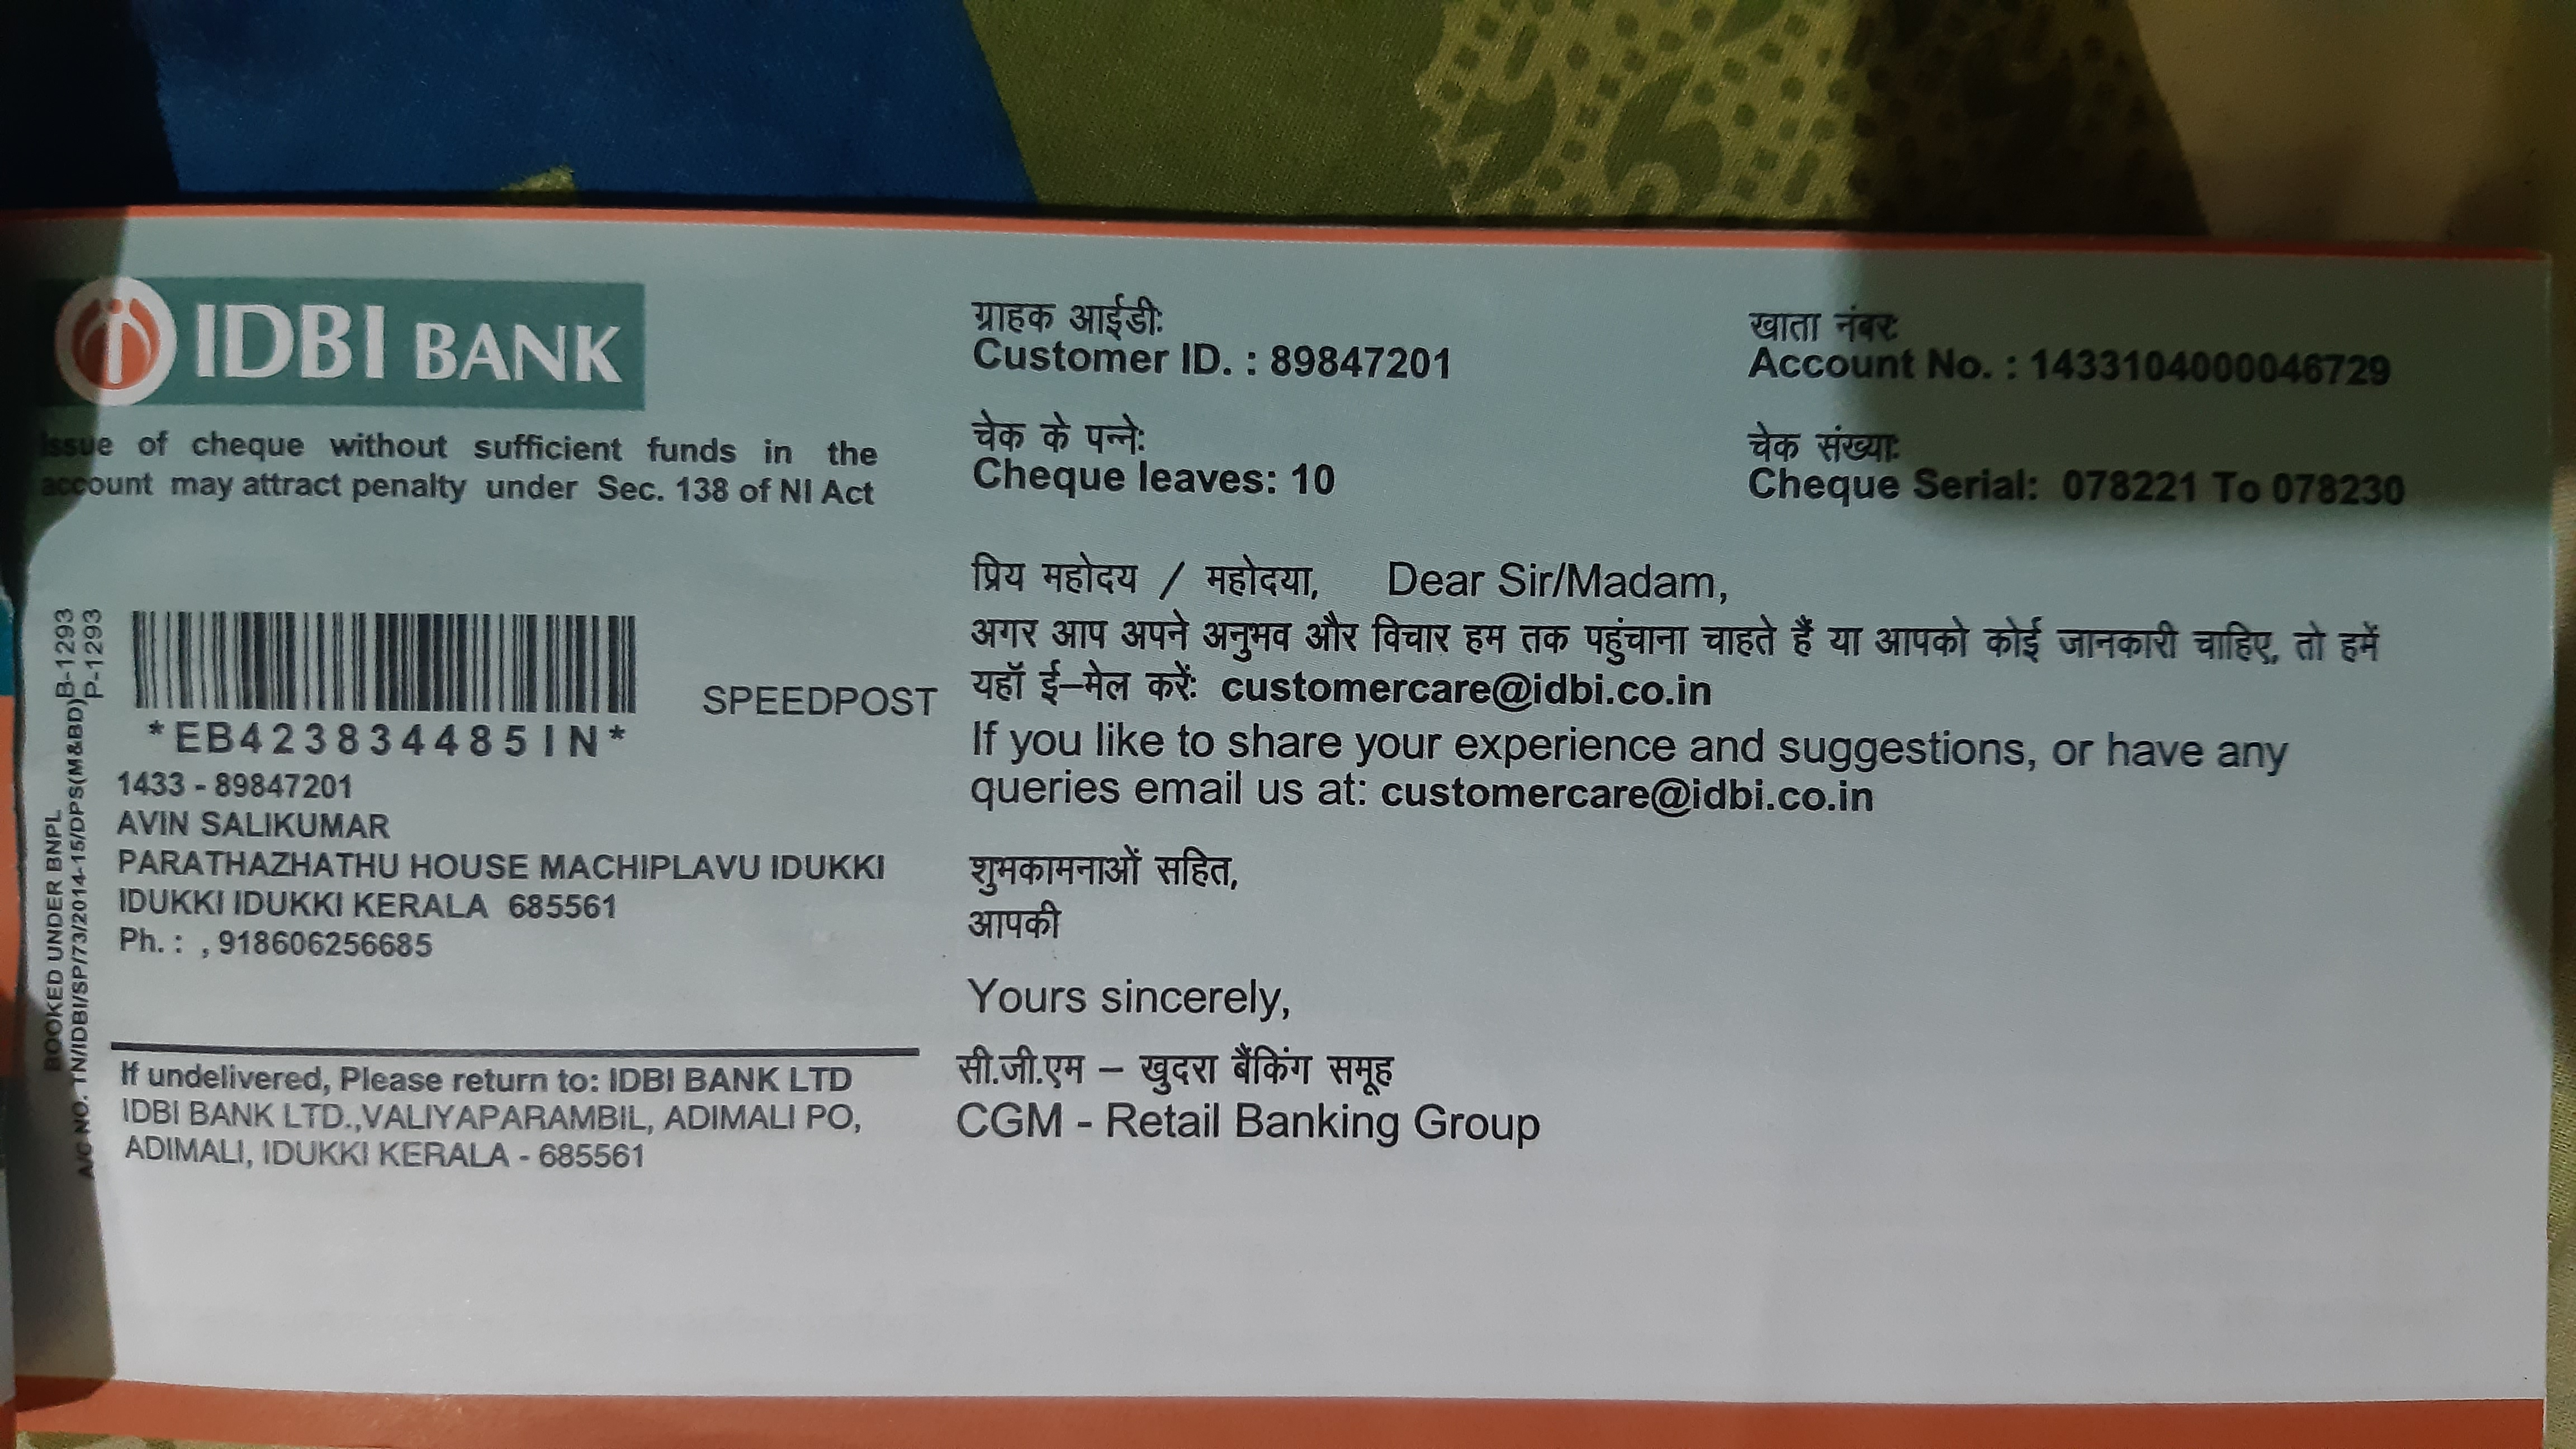 IDBI BANK
Issue of cheque without sufficient funds in the
account may attract penalty under Sec. 138 of NI Act
B-1293
P-1293
SPEEDPOST
*EB423834485IN*
1433 - 89847201
AVIN SALIKUMAR
PARATHAZHATHU HOUSE MACHIPLAVU IDUKKI
IDUKKI IDUKKI KERALA 685561
Ph. : , 918606256685
BOOKED UNDER BNPL
A/C NO. TN/IDBI/SP/73/2014-15/DPS(M&BD)
If undelivered, Please return to: IDBI BANK LTD
IDBI BANK LTD.,VALIYAPARAMBIL, ADIMALI PO,
ADIMALI, IDUKKI KERALA - 685561
ग्राहक आईडी:
Customer ID. : 89847201
खाता नंबर:
Account No. : 1433104000046729
चेक के पन्ने:
Cheque leaves: 10
चेक संख्या:
Cheque Serial: 078221 To 078230
प्रिय महोदय / महोदया, Dear Sir/Madam,
अगर आप अपने अनुभव और विचार हम तक पहुंचाना चाहते हैं या आपको कोई जानकारी चाहिए, तो हमें
यहाँ ई–मेल करें: customercare@idbi.co.in
If you like to share your experience and suggestions, or have any
queries email us at: customercare@idbi.co.in
शुभकामनाओं सहित,
आपकी
Yours sincerely,
सी.जी.एम – खुदरा बैंकिंग समूह
CGM - Retail Banking Group